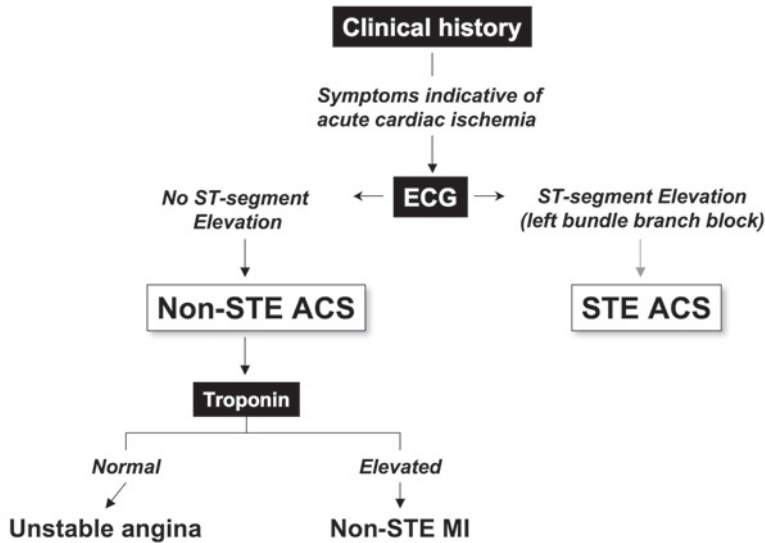 Clinical history
Symptoms indicative of
acute cardiac ischemia
No ST-segment
Elevation
ECG
ST-segment Elevation
(left bundle branch block)
Non-STE ACS
STE ACS
Troponin
Normal
Elevated
Unstable angina
Non-STE MI